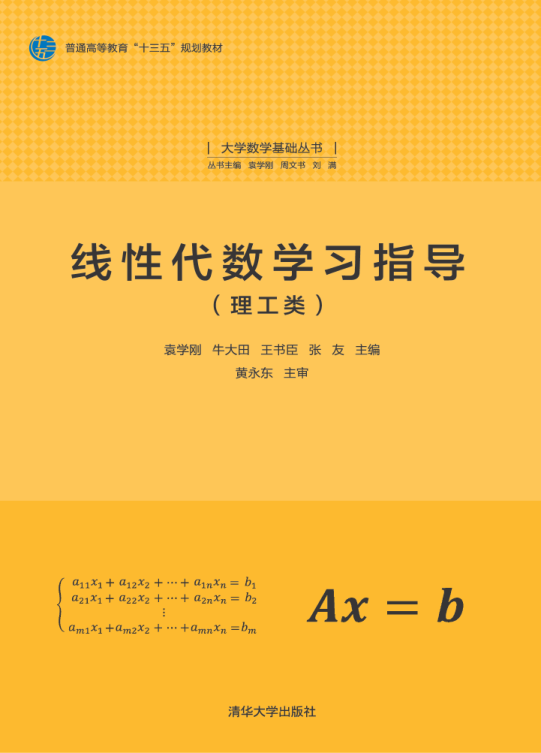 十三五
普通高等教育“十三五”规划教材
大学数学基础丛书
丛书主编 袁学刚 周文书 刘 满
线性代数学习指导
（理工类）
袁学刚 牛大田 王书臣 张 友 主编
黄永东 主审
a₁₁x₁ + a₁₂x₂ + ⋯ + a₁ₙxₙ = b₁
a₂₁x₁ + a₂₂x₂ + ⋯ + a₂ₙxₙ = b₂
⋮
aₘ₁x₁ + aₘ₂x₂ + ⋯ + aₘₙxₙ = bₘ
Ax = b
清华大学出版社